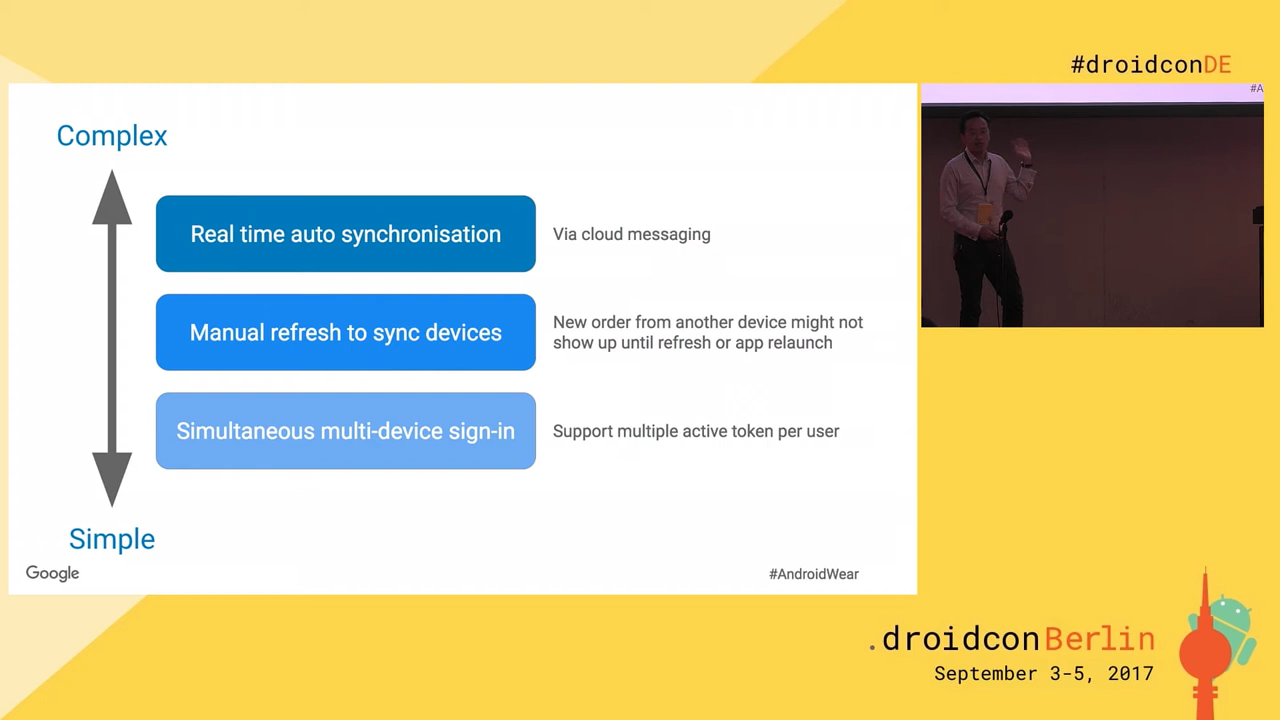 #droidconDE
#A
Complex
Real time auto synchronisation
Via cloud messaging
Manual refresh to sync devices
New order from another device might not
show up until refresh or app relaunch
Simultaneous multi-device sign-in
Support multiple active token per user
Simple
Google
#AndroidWear
.droidconBerlin
September 3-5, 2017